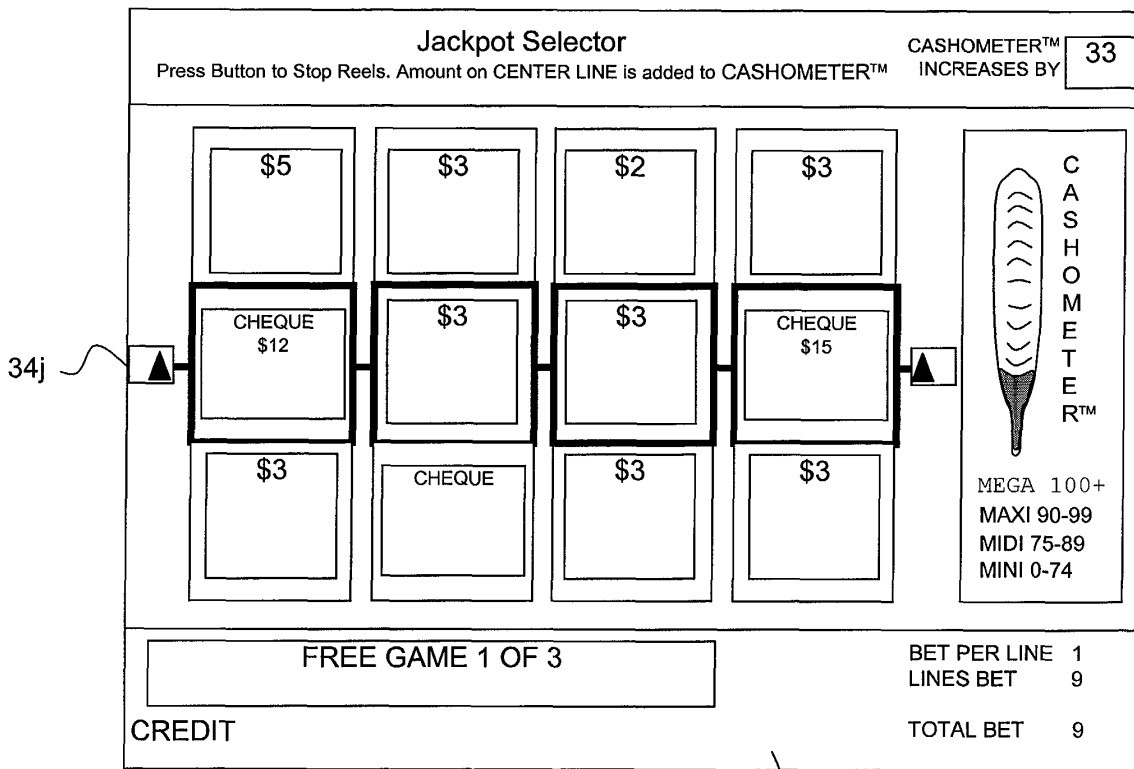 Jackpot Selector
Press Button to Stop Reels. Amount on CENTER LINE is added to CASHOMETER™
CASHOMETER™
INCREASES BY
33
$5
$3
$2
$3
CHEQUE
$12
$3
$3
CHEQUE
$15
34j
$3
CHEQUE
$3
$3
C
A
S
H
O
M
E
T
E
R™
MEGA 100+
MAXI 90-99
MIDI 75-89
MINI 0-74
FREE GAME 1 OF 3
BET PER LINE 1
LINES BET 9
CREDIT
TOTAL BET 9